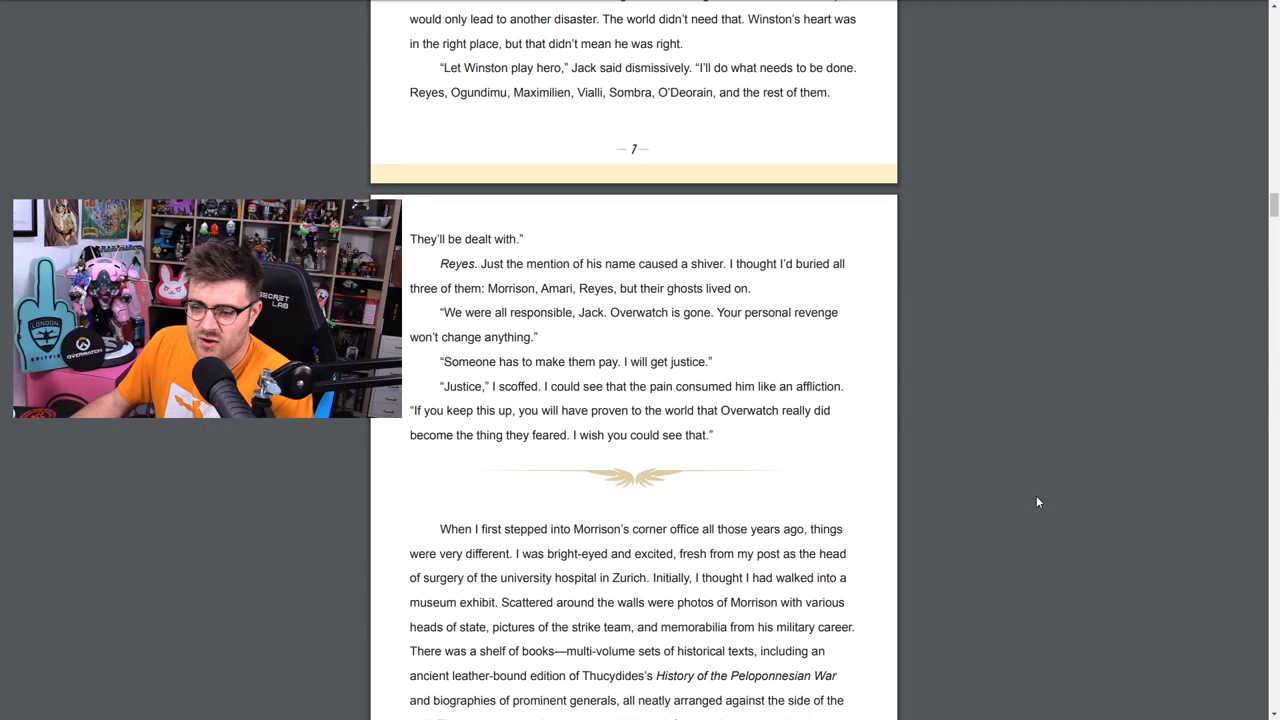 would only lead to another disaster. The world didn’t need that. Winston’s heart was
in the right place, but that didn’t mean he was right.
“Let Winston play hero,” Jack said dismissively. “I’ll do what needs to be done.
Reyes, Ogundimu, Maximilien, Vialli, Sombra, O’Deorain, and the rest of them.
— 7 —
They’ll be dealt with.”
Reyes. Just the mention of his name caused a shiver. I thought I’d buried all
three of them: Morrison, Amari, Reyes, but their ghosts lived on.
“We were all responsible, Jack. Overwatch is gone. Your personal revenge
won’t change anything.”
“Someone has to make them pay. I will get justice.”
“Justice,” I scoffed. I could see that the pain consumed him like an affliction.
“If you keep this up, you will have proven to the world that Overwatch really did
become the thing they feared. I wish you could see that.”
When I first stepped into Morrison’s corner office all those years ago, things
were very different. I was bright-eyed and excited, fresh from my post as the head
of surgery of the university hospital in Zurich. Initially, I thought I had walked into a
museum exhibit. Scattered around the walls were photos of Morrison with various
heads of state, pictures of the strike team, and memorabilia from his military career.
There was a shelf of books—multi-volume sets of historical texts, including an
ancient leather-bound edition of Thucydides’s History of the Peloponnesian War
and biographies of prominent generals, all neatly arranged against the side of the
SECRET
LAB
LONDON
SPITFIRE
OVERWATCH